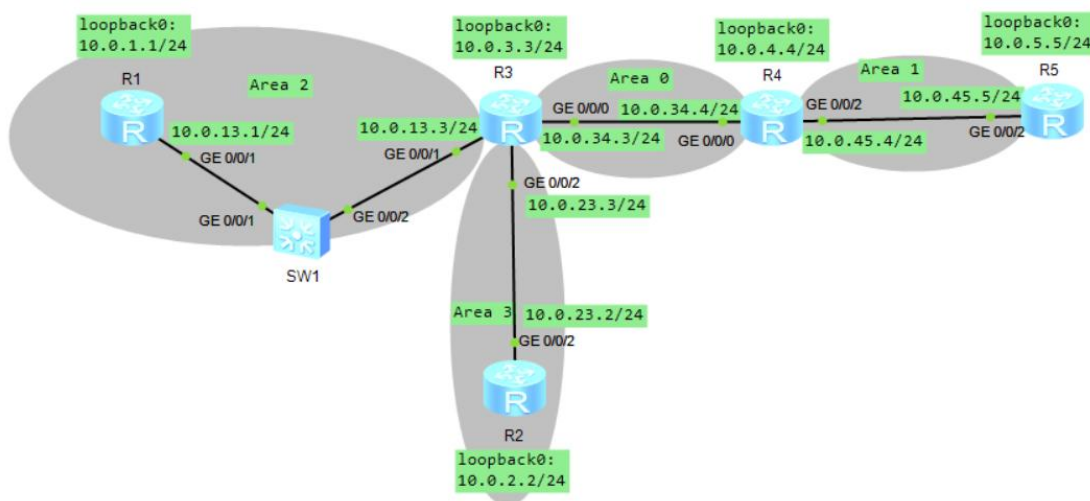 loopback0:
10.0.1.1/24
R1
Area 2
R
10.0.13.1/24
GE 0/0/1
GE 0/0/1
SW1
GE 0/0/2
10.0.13.3/24
GE 0/0/1
loopback0:
10.0.3.3/24
R3
R
Area 0
GE 0/0/0
10.0.34.3/24
10.0.34.4/24
GE 0/0/0
loopback0:
10.0.4.4/24
R4
R
Area 1
GE 0/0/2
10.0.45.4/24
10.0.45.5/24
GE 0/0/2
loopback0:
10.0.5.5/24
R5
R
GE 0/0/2
10.0.23.3/24
Area 3
10.0.23.2/24
GE 0/0/2
R
R2
loopback0:
10.0.2.2/24